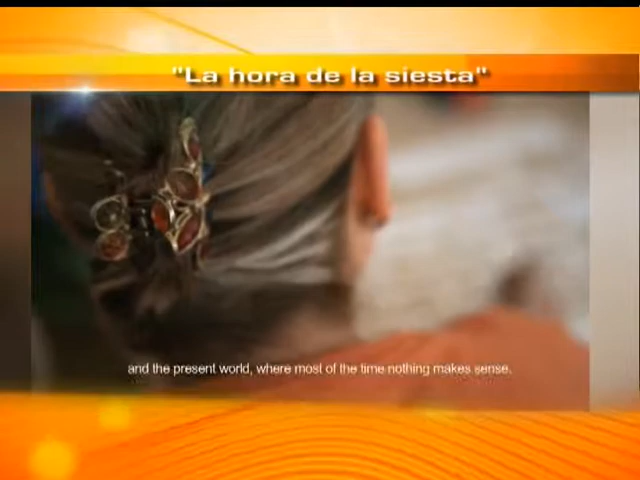 "La hora de la siesta"
and the present world, where most of the time nothing makes sense.